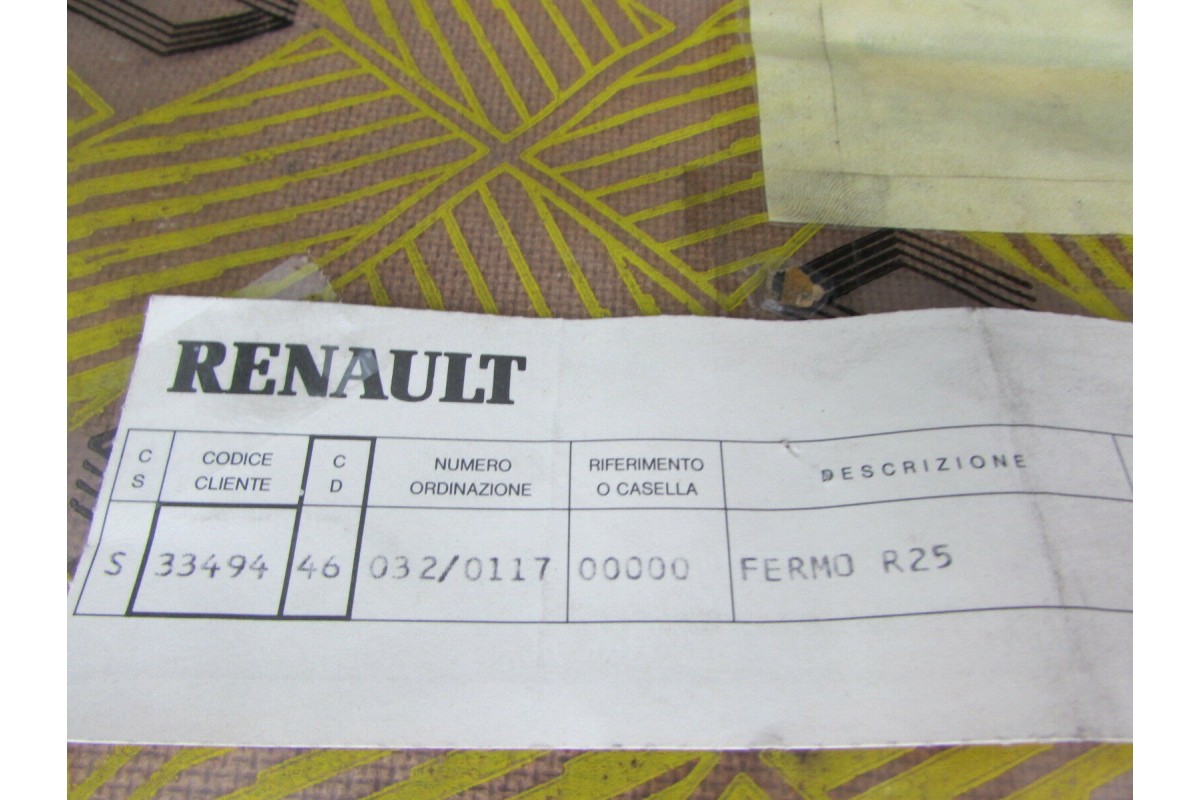 RENAULT
C S CODICE CLIENTE C D NUMERO ORDINAZIONE RIFERIMENTO O CASELLA DESCRIZIONE
S 33494 46 032/0117 00000 FERMO R25